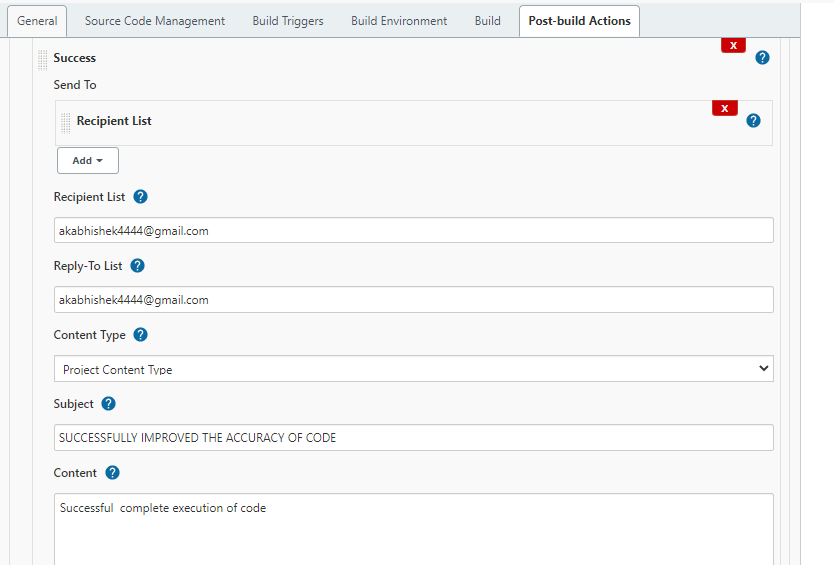 General Source Code Management Build Triggers Build Environment Build Post-build Actions
X
Success ?
Send To
X
Recipient List ?
Add
Recipient List ?
akabhishek4444@gmail.com
Reply-To List ?
akabhishek4444@gmail.com
Content Type ?
Project Content Type
Subject ?
SUCCESSFULLY IMPROVED THE ACCURACY OF CODE
Content ?
Successful  complete execution of code